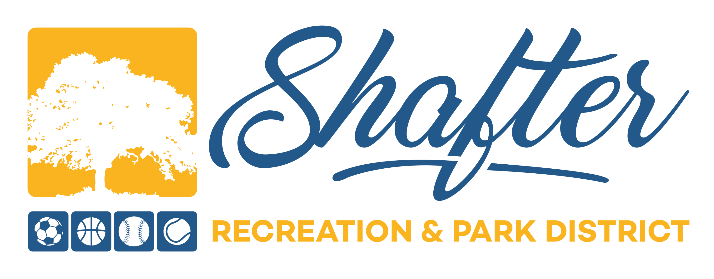 Shafter
RECREATION & PARK DISTRICT